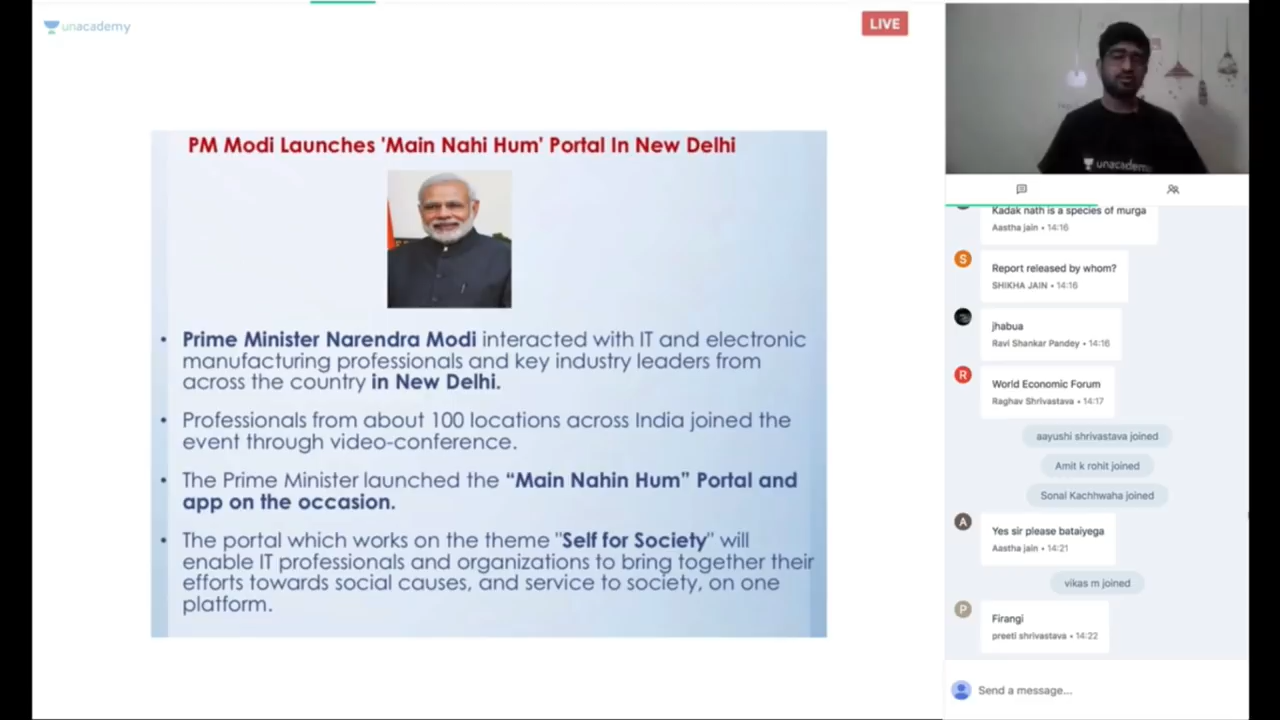 unacademy
LIVE
PM Modi Launches 'Main Nahi Hum' Portal In New Delhi
• Prime Minister Narendra Modi interacted with IT and electronic
manufacturing professionals and key industry leaders from
across the country in New Delhi.
• Professionals from about 100 locations across India joined the
event through video-conference.
• The Prime Minister launched the “Main Nahin Hum” Portal and
app on the occasion.
• The portal which works on the theme "Self for Society" will
enable IT professionals and organizations to bring together their
efforts towards social causes, and service to society, on one
platform.
unacademy
Kadak nath is a species of murga
Aastha jain • 14:16
S
Report released by whom?
SHIKHA JAIN • 14:16
jhabua
Ravi Shankar Pandey • 14:16
R
World Economic Forum
Raghav Shrivastava • 14:17
aayushi shrivastava joined
Amit k rohit joined
Sonal Kachhwaha joined
A
Yes sir please bataiyega
Aastha jain • 14:21
vikas m joined
P
Firangi
preeti shrivastava • 14:22
Send a message...